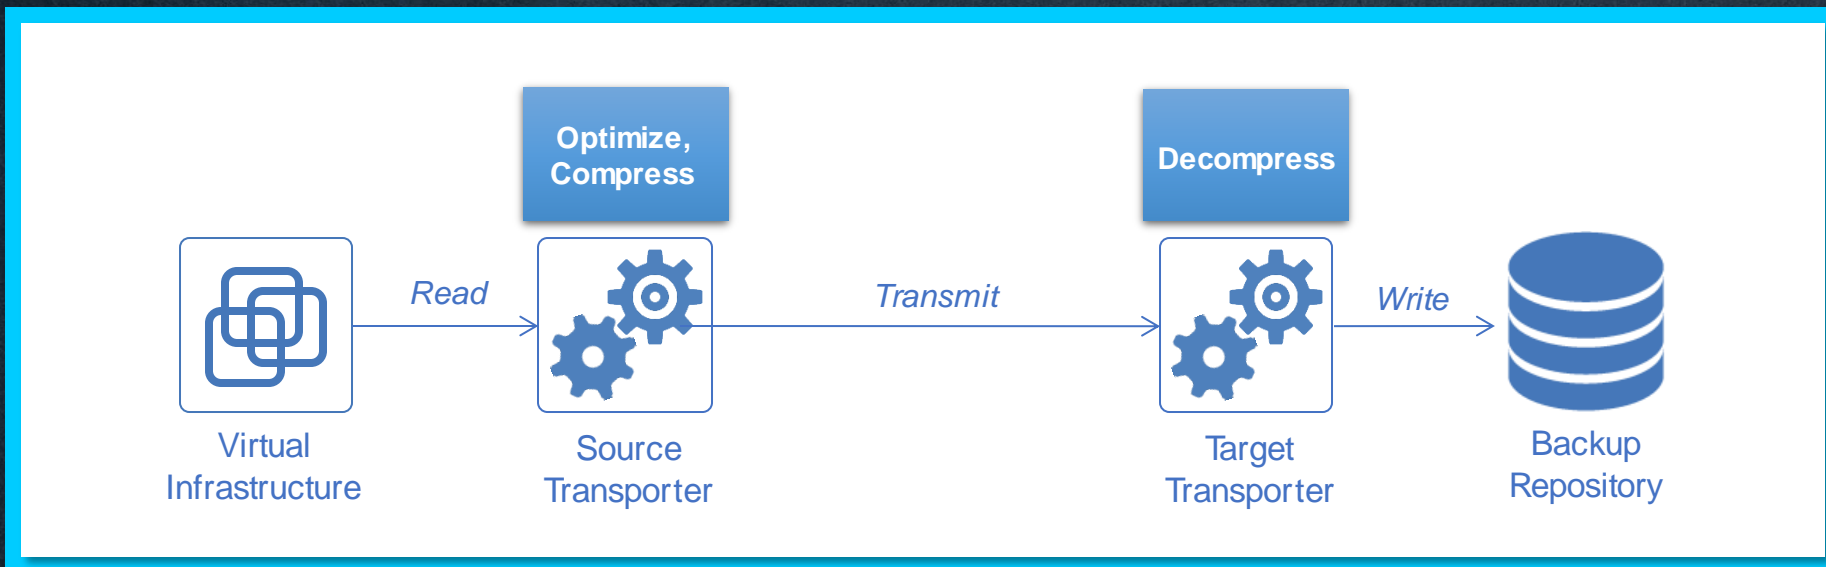 Optimize,
Compress
Decompress
Read
Transmit
Write
Virtual
Infrastructure
Source
Transporter
Target
Transporter
Backup
Repository